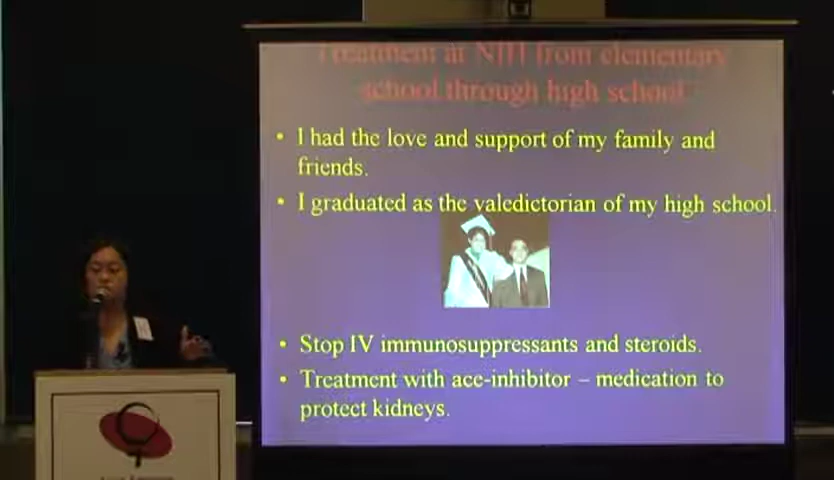 Treatment at NIH from elementary
school through high school
• I had the love and support of my family and
friends.
• I graduated as the valedictorian of my high school.
• Stop IV immunosuppressants and steroids.
• Treatment with ace-inhibitor – medication to
protect kidneys.